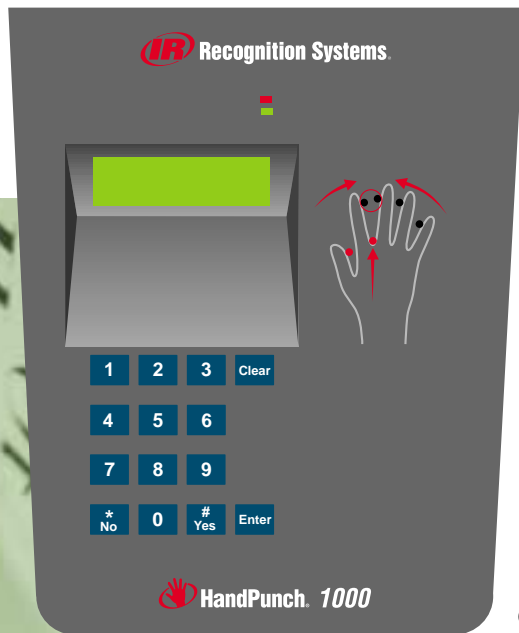 IR Recognition Systems.
1 2 3 Clear
4 5 6
7 8 9
* No 0 # Yes Enter
HandPunch. 1000